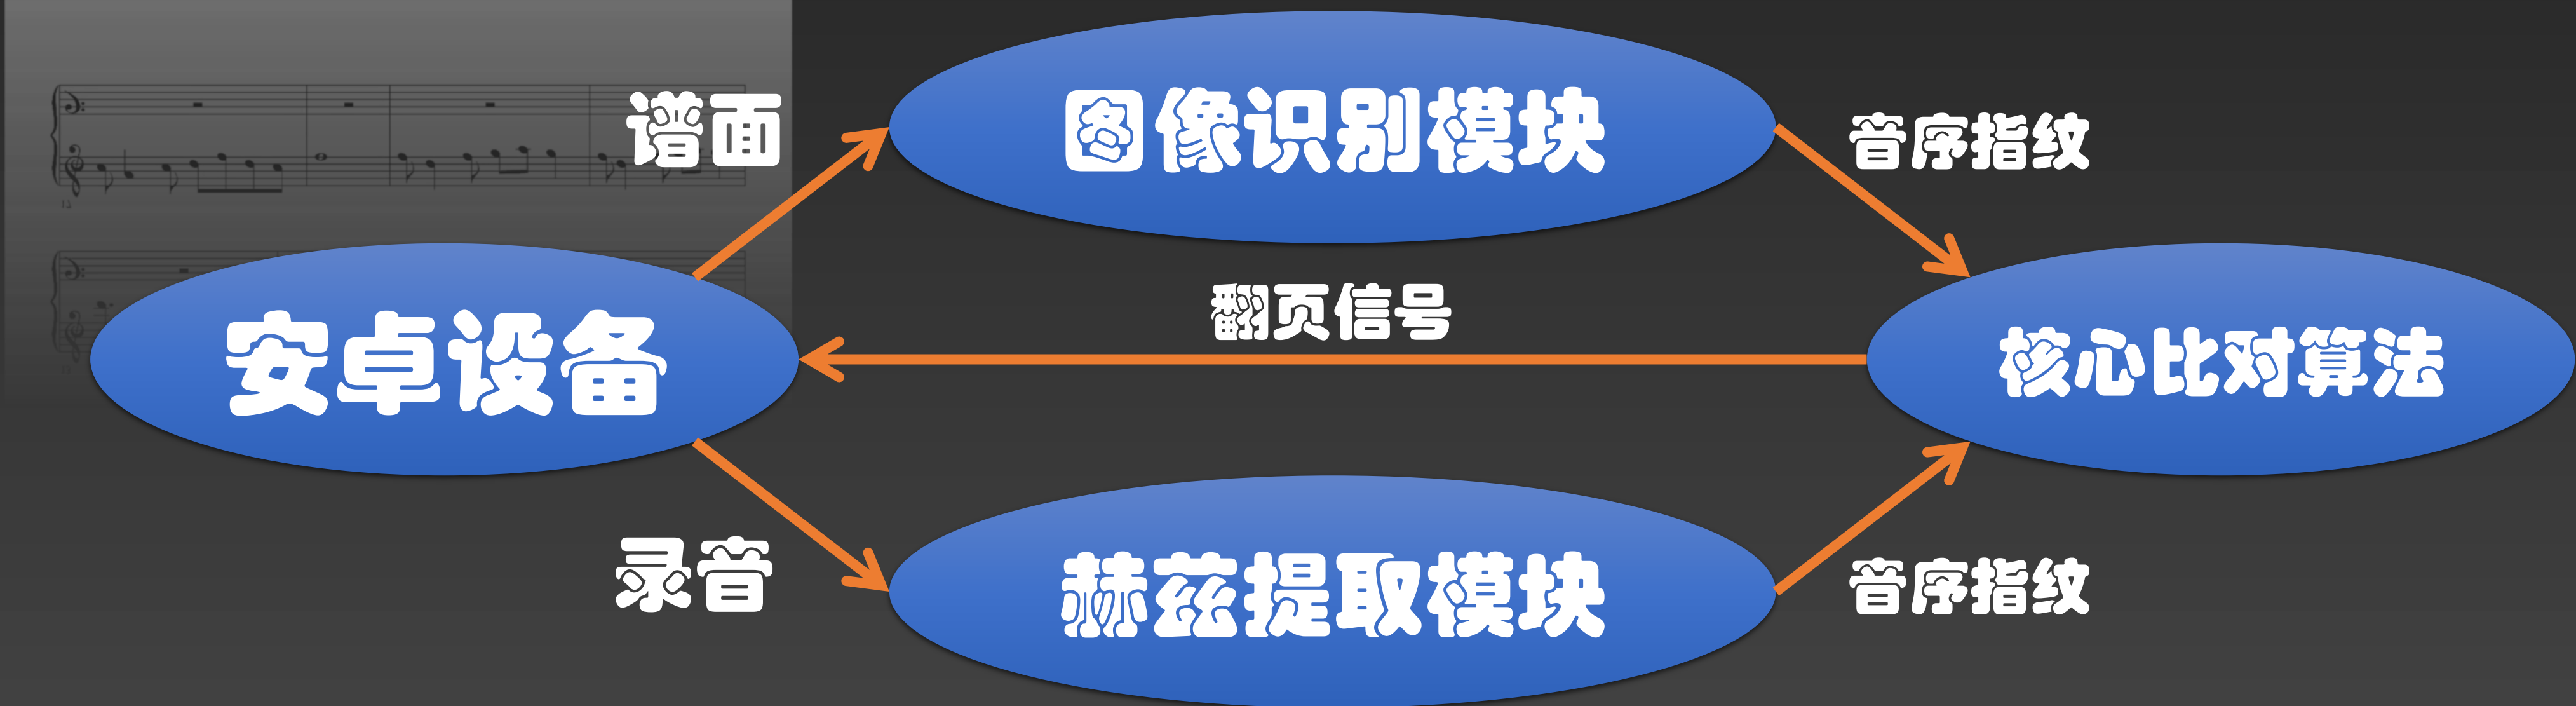 谱面
图像识别模块
音序指纹
翻页信号
安卓设备
核心比对算法
录音
赫兹提取模块
音序指纹